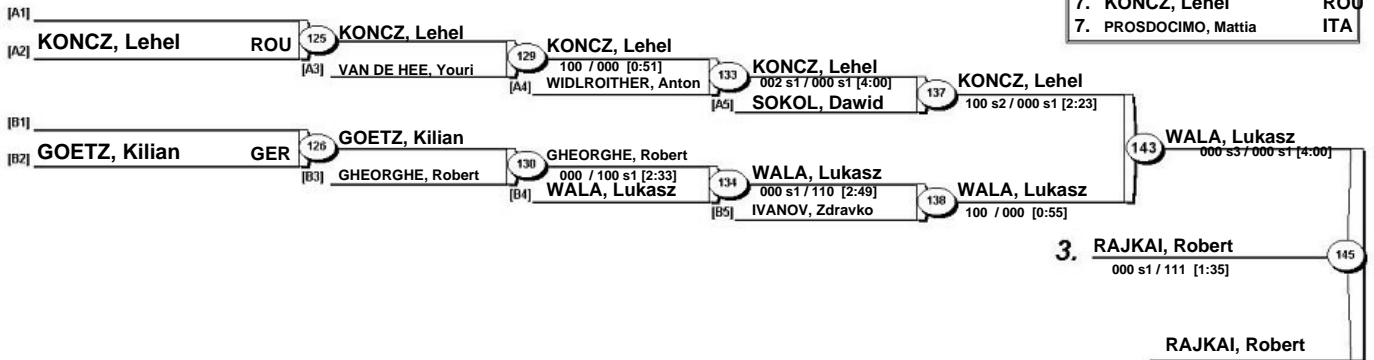 7. KONCZ, Lehel ROU
7. PROSDOCIMO, Mattia ITA
[A1]
[A2] KONCZ, Lehel ROU
125 KONCZ, Lehel
[A3] VAN DE HEE, Youri
129 KONCZ, Lehel
100 / 000 [0:51]
[A4] WIDLROITHER, Anton
133 KONCZ, Lehel
002 s1 / 000 s1 [4:00]
[A5] SOKOL, Dawid
137 KONCZ, Lehel
100 s2 / 000 s1 [2:23]
[B1]
[B2] GOETZ, Kilian GER
126 GOETZ, Kilian
[B3] GHEORGHE, Robert
130 GHEORGHE, Robert
000 / 100 s1 [2:33]
[B4] WALA, Lukasz
134 WALA, Lukasz
000 s1 / 110 [2:49]
[B5] IVANOV, Zdravko
138 WALA, Lukasz
100 / 000 [0:55]
143 WALA, Lukasz
000 s3 / 000 s1 [4:00]
3. RAJKAI, Robert 145
000 s1 / 111 [1:35]
RAJKAI, Robert